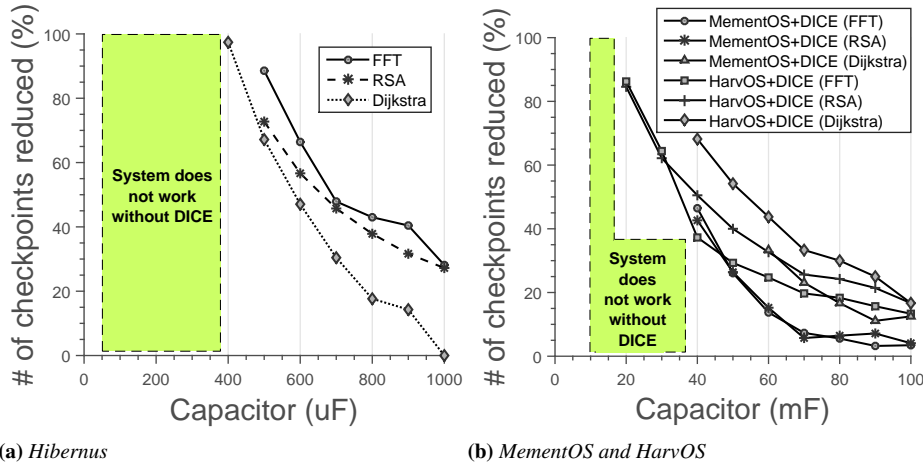 # of checkpoints reduced (%)
100
80
60
40
20
0
0
200
400
600
800
1000
Capacitor (uF)
System does
not work
without DICE
FFT
RSA
Dijkstra
(a) Hibernus
# of checkpoints reduced (%)
100
80
60
40
20
0
0
20
40
60
80
100
Capacitor (mF)
System
does
not work
without
DICE
MementOS+DICE (FFT)
MementOS+DICE (RSA)
MementOS+DICE (Dijkstra)
HarvOS+DICE (FFT)
HarvOS+DICE (RSA)
HarvOS+DICE (Dijkstra)
(b) MementOS and HarvOS